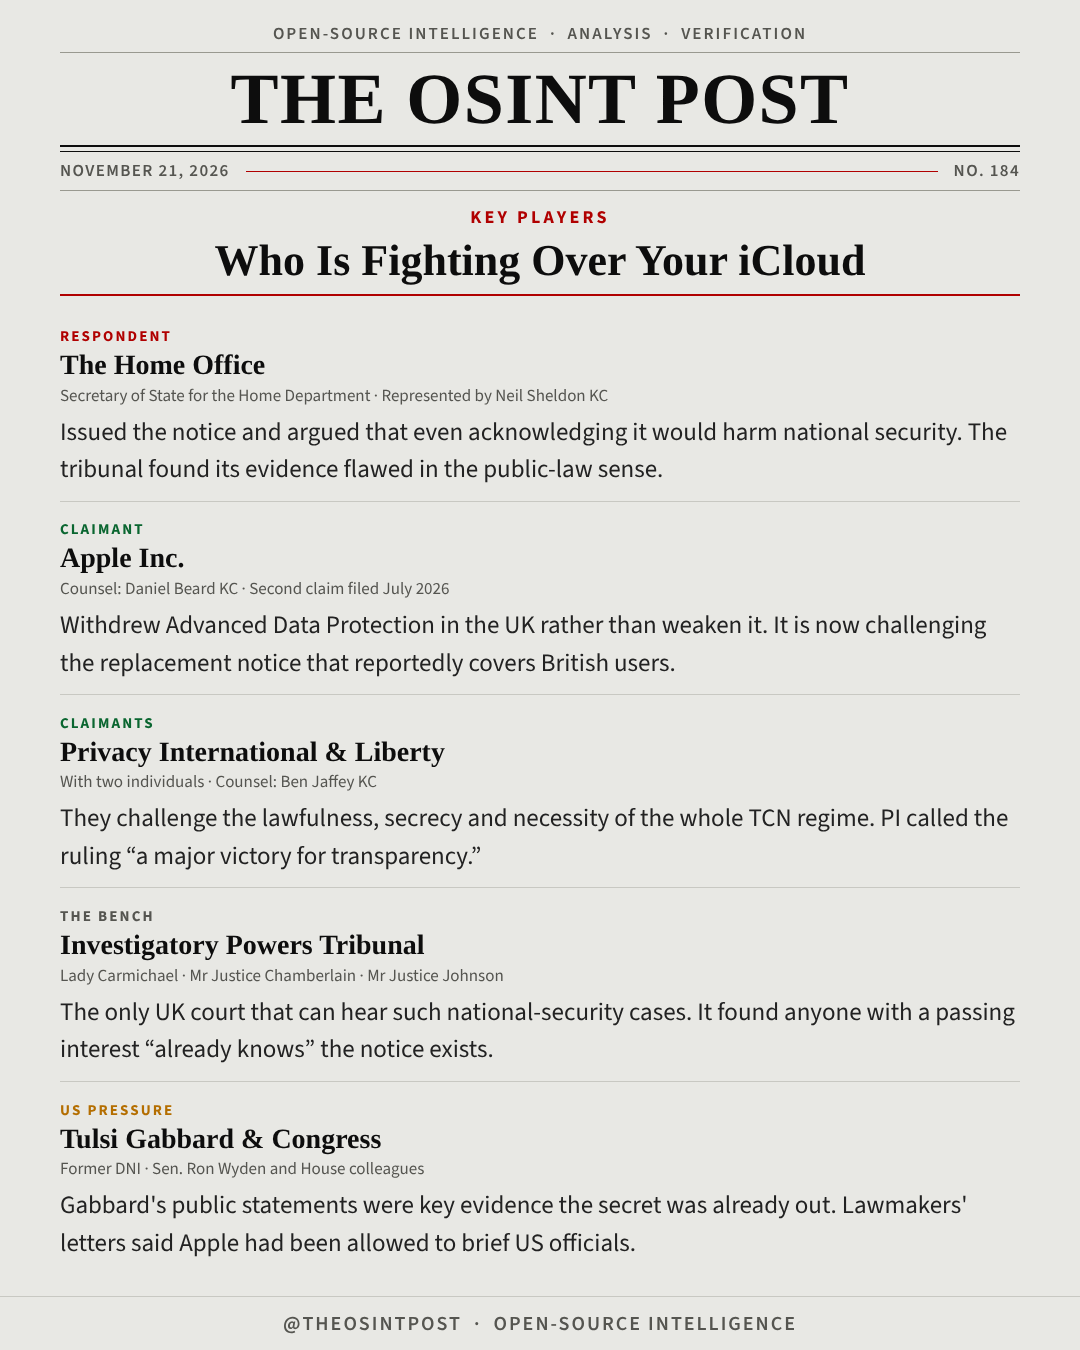 OPEN-SOURCE INTELLIGENCE · ANALYSIS · VERIFICATION
THE OSINT POST
NOVEMBER 21, 2026 NO. 184
KEY PLAYERS
Who Is Fighting Over Your iCloud
RESPONDENT
The Home Office
Secretary of State for the Home Department · Represented by Neil Sheldon KC
Issued the notice and argued that even acknowledging it would harm national security. The
tribunal found its evidence flawed in the public-law sense.
CLAIMANT
Apple Inc.
Counsel: Daniel Beard KC · Second claim filed July 2026
Withdrew Advanced Data Protection in the UK rather than weaken it. It is now challenging
the replacement notice that reportedly covers British users.
CLAIMANTS
Privacy International & Liberty
With two individuals · Counsel: Ben Jaffey KC
They challenge the lawfulness, secrecy and necessity of the whole TCN regime. PI called the
ruling “a major victory for transparency.”
THE BENCH
Investigatory Powers Tribunal
Lady Carmichael · Mr Justice Chamberlain · Mr Justice Johnson
The only UK court that can hear such national-security cases. It found anyone with a passing
interest “already knows” the notice exists.
US PRESSURE
Tulsi Gabbard & Congress
Former DNI · Sen. Ron Wyden and House colleagues
Gabbard's public statements were key evidence the secret was already out. Lawmakers'
letters said Apple had been allowed to brief US officials.
@THEOSINTPOST · OPEN-SOURCE INTELLIGENCE